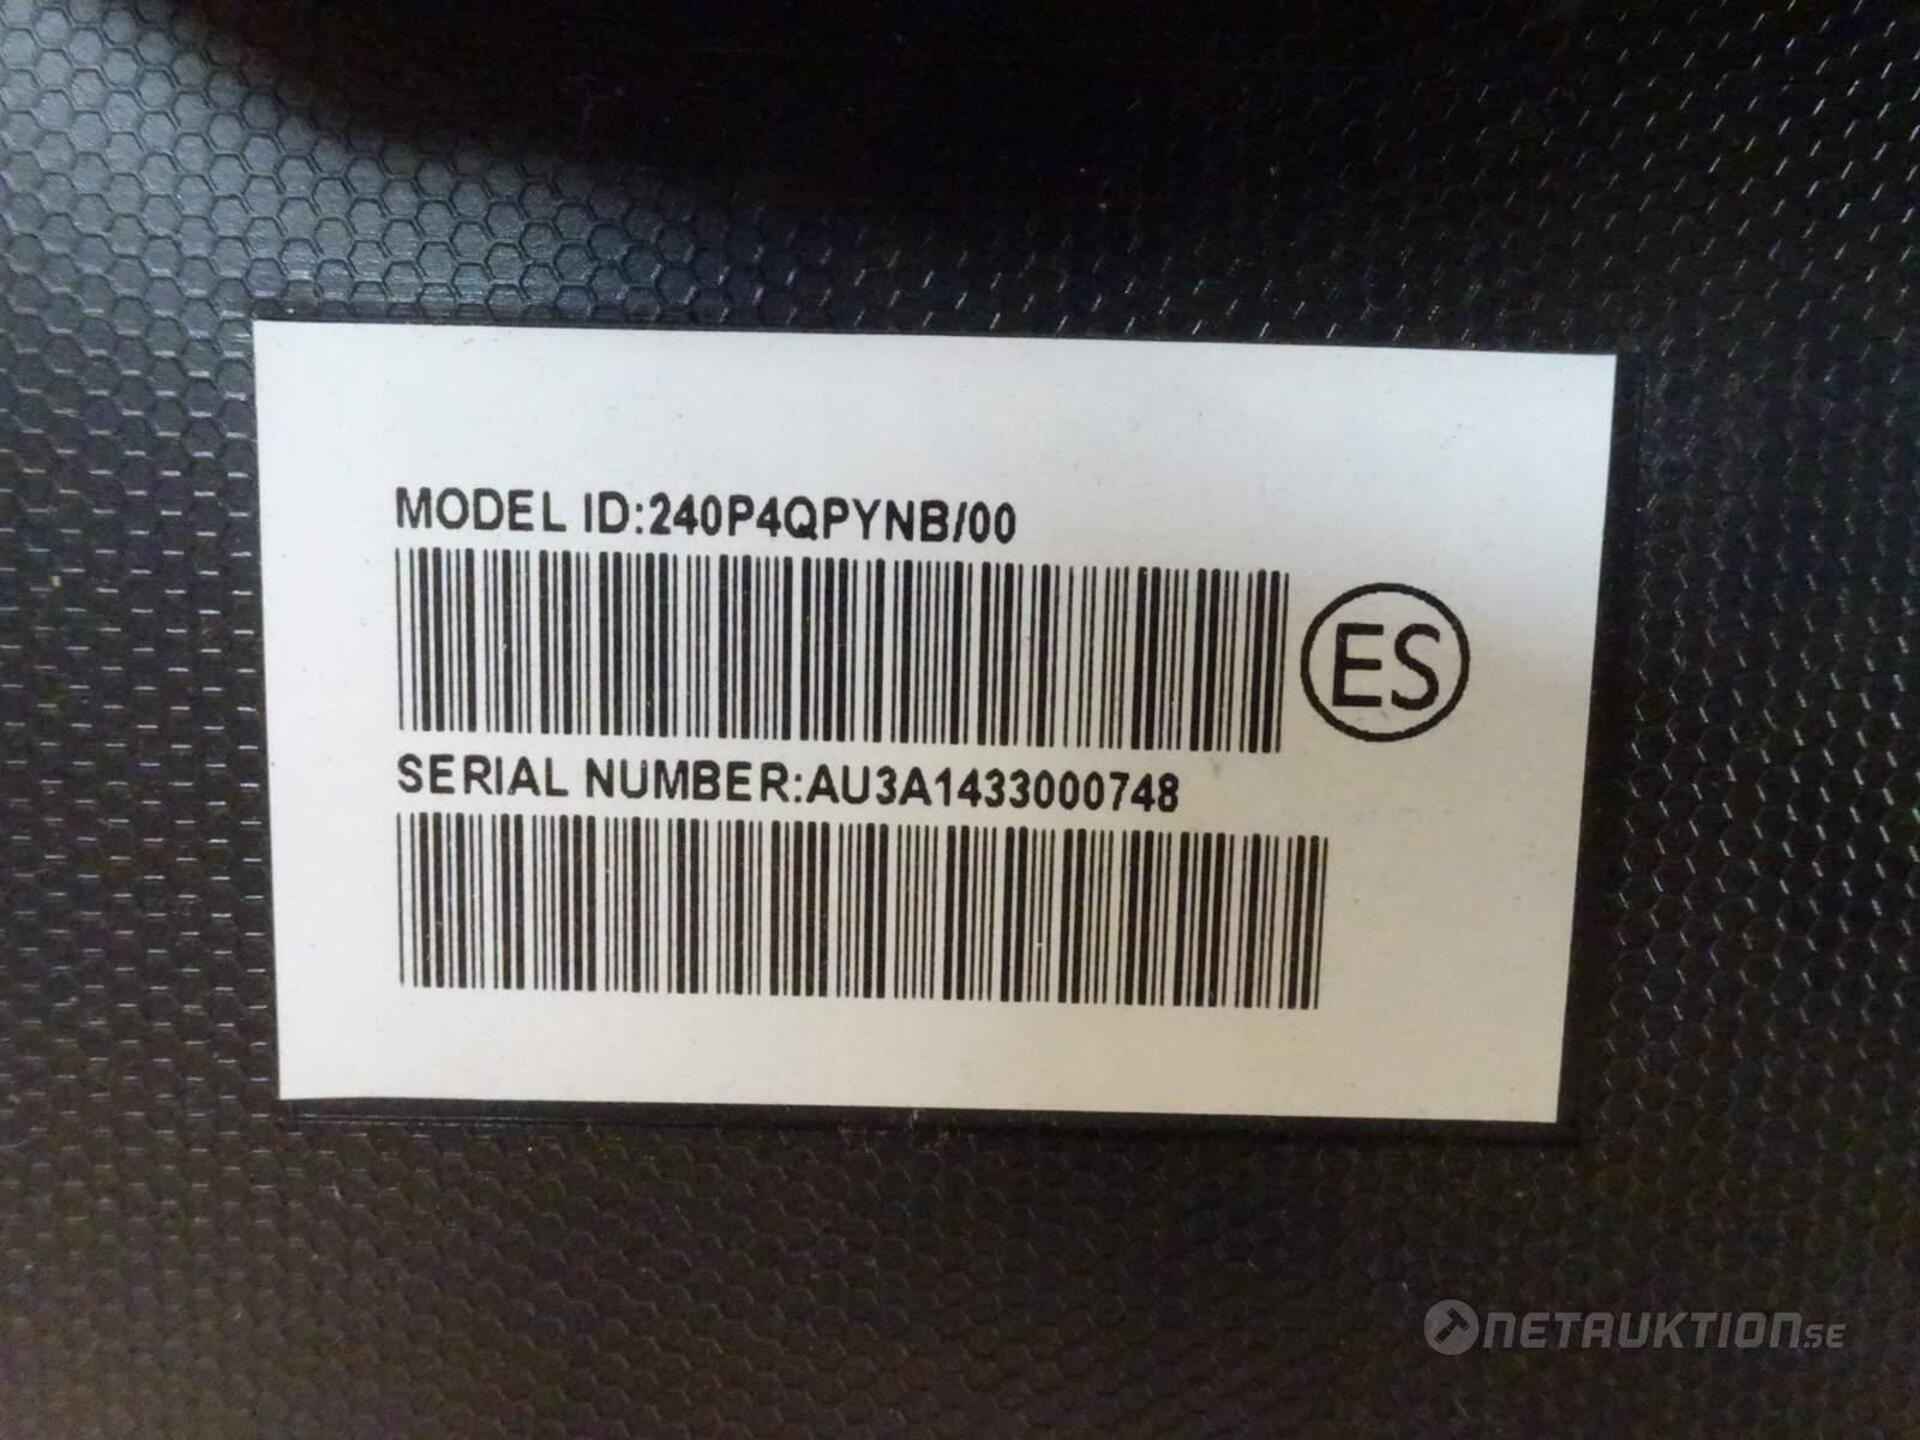 MODEL ID:240P4QPYNB/00
ES
SERIAL NUMBER:AU3A1433000748
NETAUKTION.SE